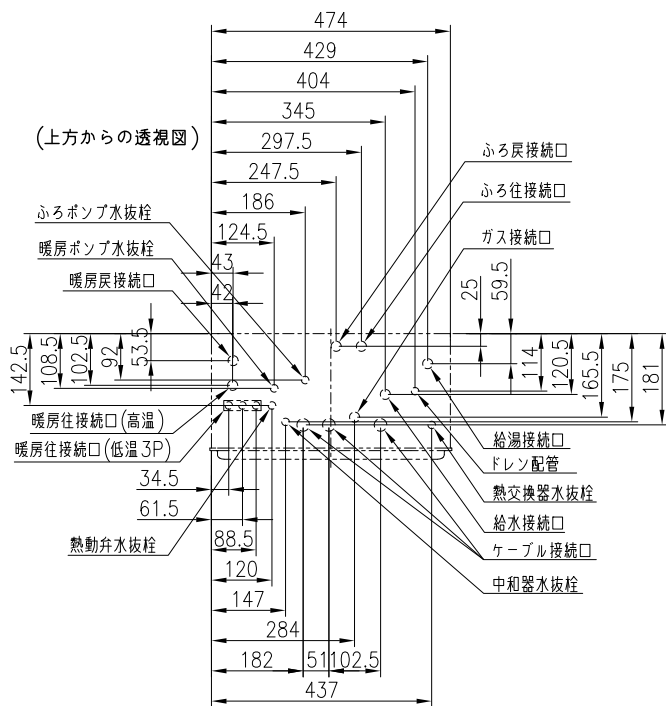 474
429
404
345
(上方からの透視図)
297.5
ふろ戻接続口
247.5
ふろ往接続口
186
ふろポンプ水抜栓
124.5
ガス接続口
暖房ポンプ水抜栓
43
暖房戻接続口
42
25
59.5
142.5
108.5
102.5
92
53.5
114
120.5
165.5
175
181
暖房往接続口(高温)
給湯接続口
暖房往接続口(低温3P)
ドレン配管
34.5
熱交換器水抜栓
61.5
給水接続口
熱動弁水抜栓
88.5
ケーブル接続口
120
中和器水抜栓
147
284
182
51
102.5
437